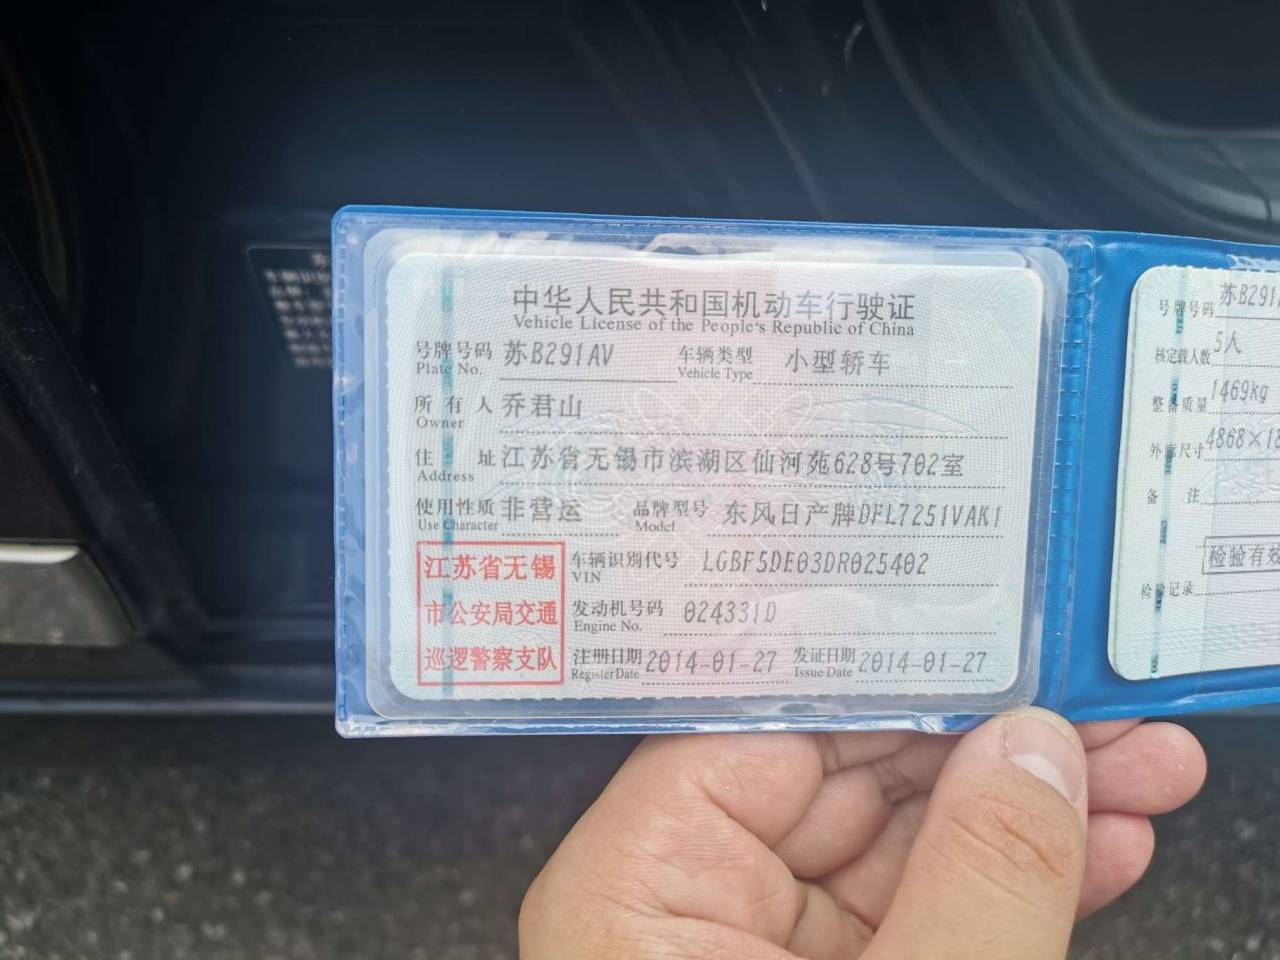 中华人民共和国机动车行驶证
Vehicle License of the People's Republic of China
号牌号码 苏B291AV 车辆类型 小型轿车
Plate No. Vehicle Type
所有人 乔君山
Owner
住址 江苏省无锡市滨湖区仙河苑628号702室
Address
使用性质 非营运 品牌型号 东风日产牌DFL7251VAK1
Use Character Model
江苏省无锡
市公安局交通
巡逻警察支队
车辆识别代号 LGBF5DE03DR025402
VIN
发动机号码 024331D
Engine No.
注册日期 2014-01-27 发证日期 2014-01-27
Register Date Issue Date
号牌号码 苏B291
核定载人数 5人
整备质量 1469kg
外廓尺寸 4868×18
备注
检验有效
检验记录